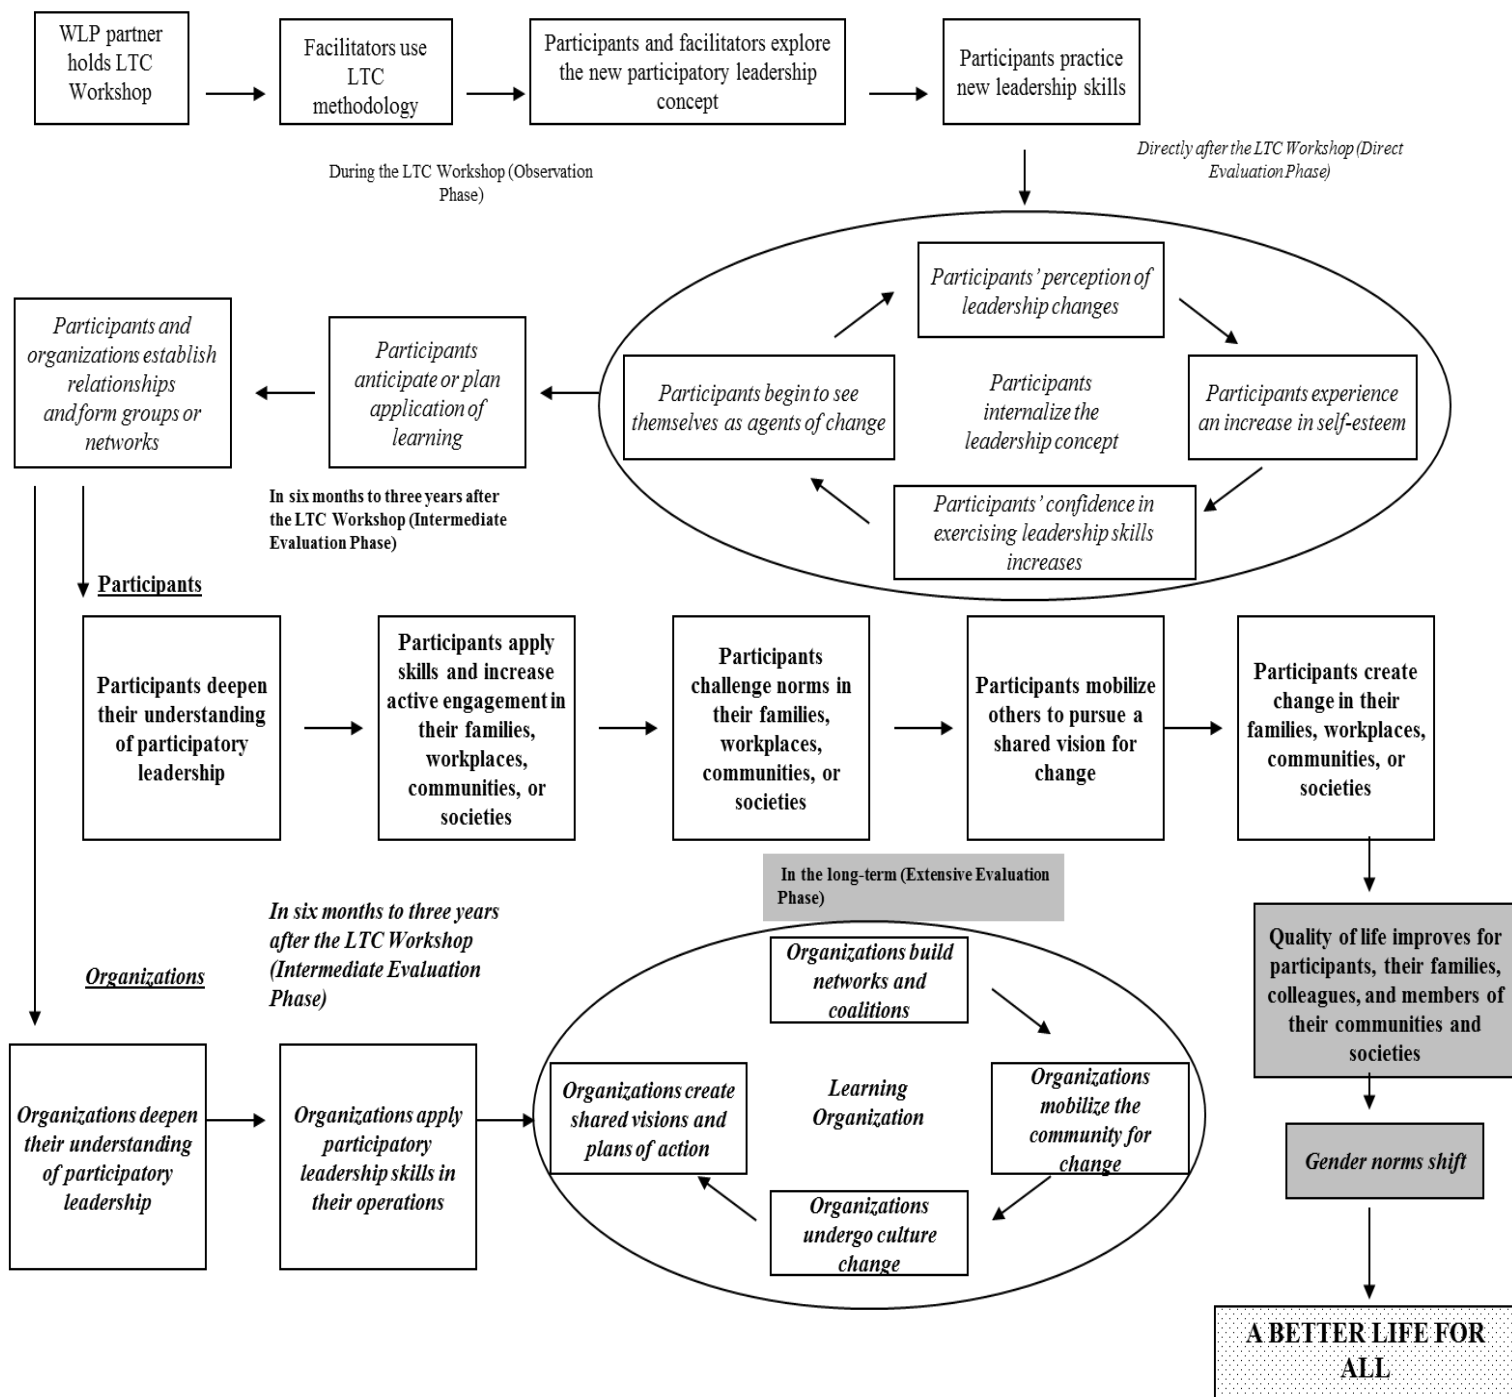 WLP partner
holds LTC
Workshop
Facilitators use
LTC
methodology
Participants and facilitators explore
the new participatory leadership
concept
Participants practice
new leadership skills
During the LTC Workshop (Observation
Phase)
Directly after the LTC Workshop (Direct
Evaluation Phase)
Participants' perception of
leadership changes
Participants experience
an increase in self-esteem
Participants' confidence in
exercising leadership skills
increases
Participants begin to see
themselves as agents of change
Participants
internalize the
leadership concept
Participants
anticipate or plan
application of
learning
Participants and
organizations establish
relationships
and form groups or
networks
In six months to three years after
the LTC Workshop (Intermediate
Evaluation Phase)
Participants
Participants deepen
their understanding
of participatory
leadership
Participants apply
skills and increase
active engagement in
their families,
workplaces,
communities, or
societies
Participants
challenge norms in
their families,
workplaces,
communities, or
societies
Participants mobilize
others to pursue a
shared vision for
change
Participants create
change in their
families, workplaces,
communities, or
societies
In the long-term (Extensive Evaluation
Phase)
In six months to three years
after the LTC Workshop
(Intermediate Evaluation
Phase)
Organizations
Organizations deepen
their understanding
of participatory
leadership
Organizations apply
participatory
leadership skills in
their operations
Organizations build
networks and
coalitions
Organizations create
shared visions and
plans of action
Learning
Organization
Organizations
mobilize the
community for
change
Organizations
undergo culture
change
Quality of life improves for
participants, their families,
colleagues, and members of
their communities and
societies
Gender norms shift
A BETTER LIFE FOR
ALL